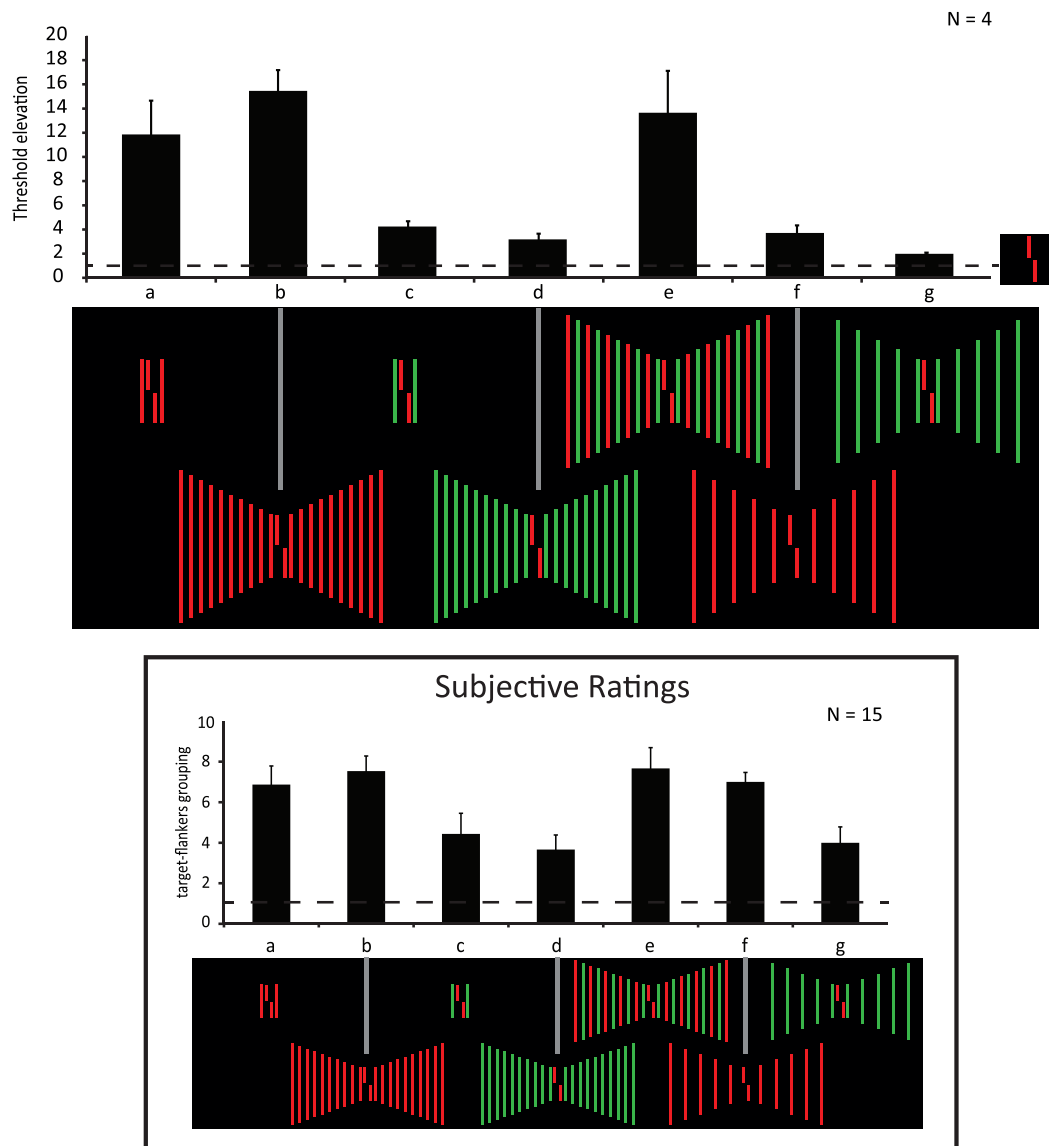 N = 4
Threshold elevation
20
18
16
14
12
10
8
6
4
2
0
a b c d e f g
Subjective Ratings
N = 15
target-flankers grouping
10
8
6
4
2
0
a b c d e f g